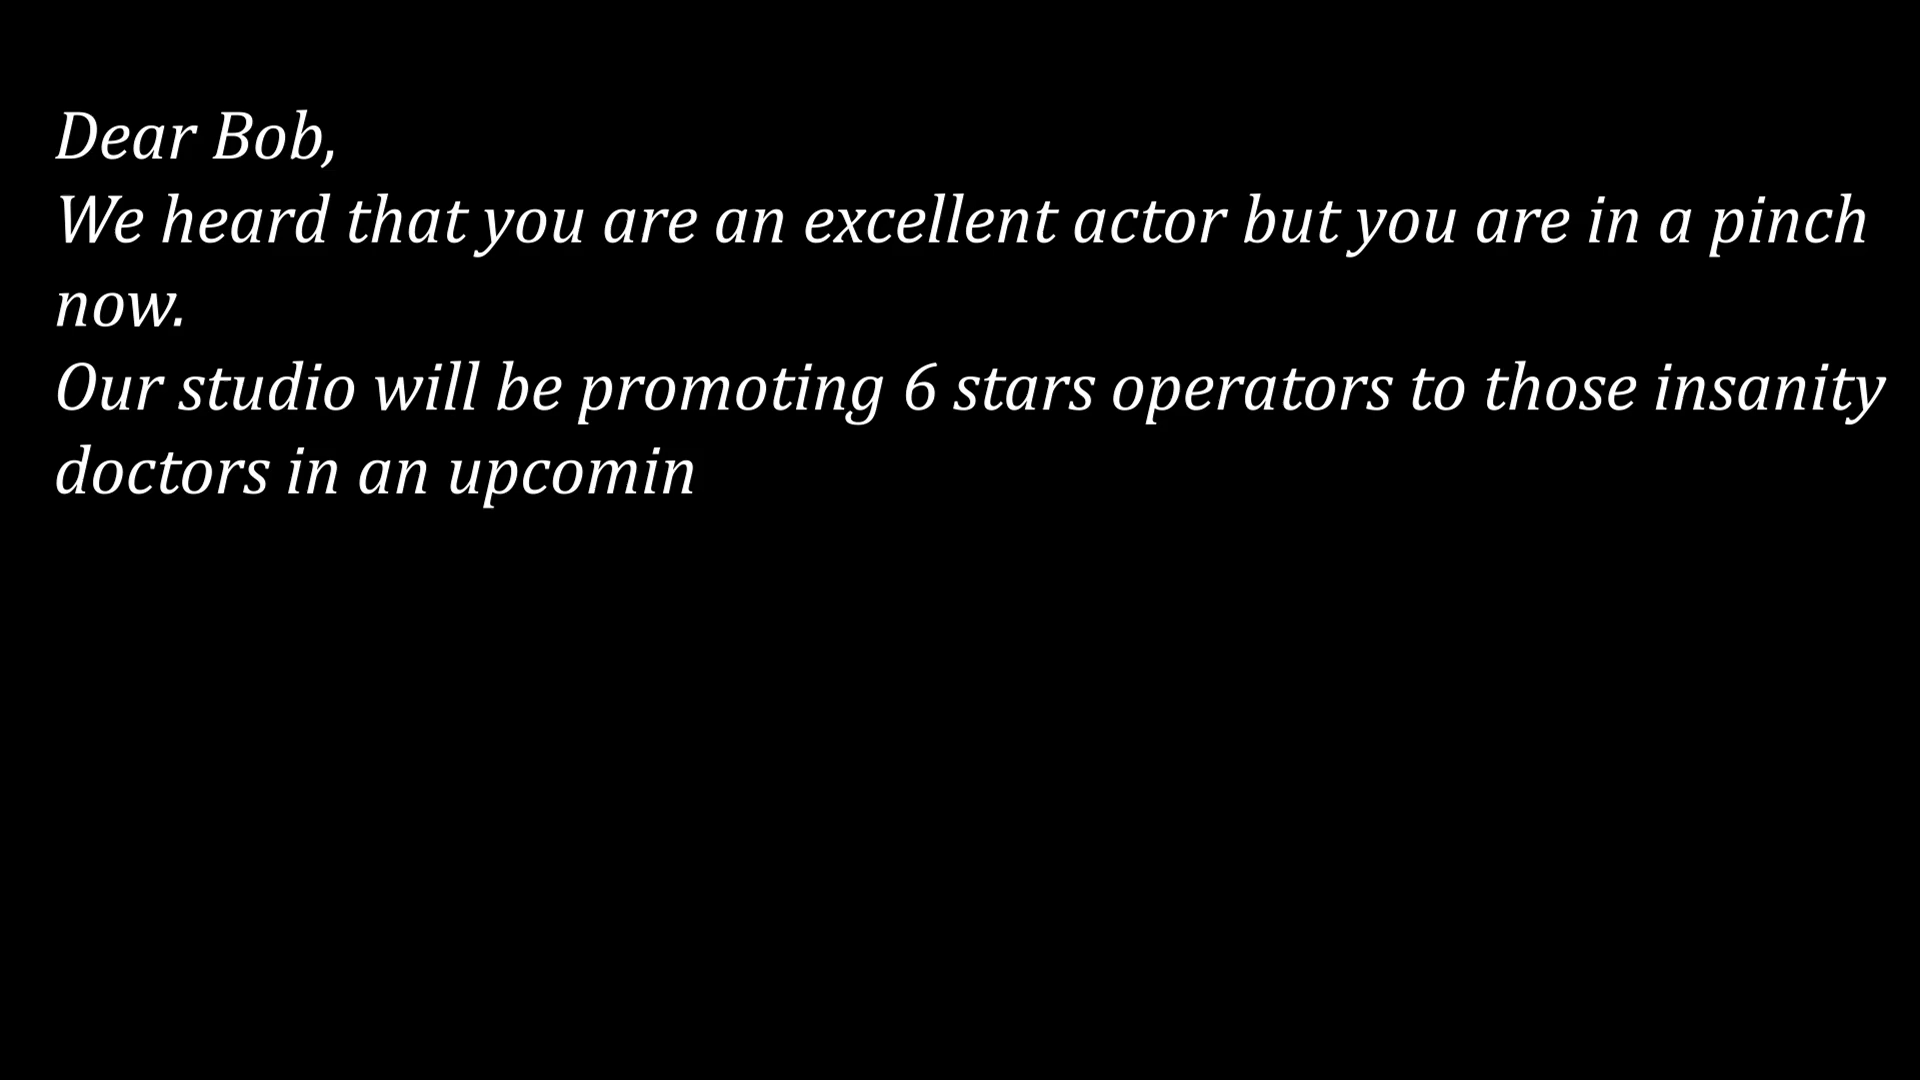 Dear Bob,
We heard that you are an excellent actor but you are in a pinch
now.
Our studio will be promoting 6 stars operators to those insanity
doctors in an upcomin